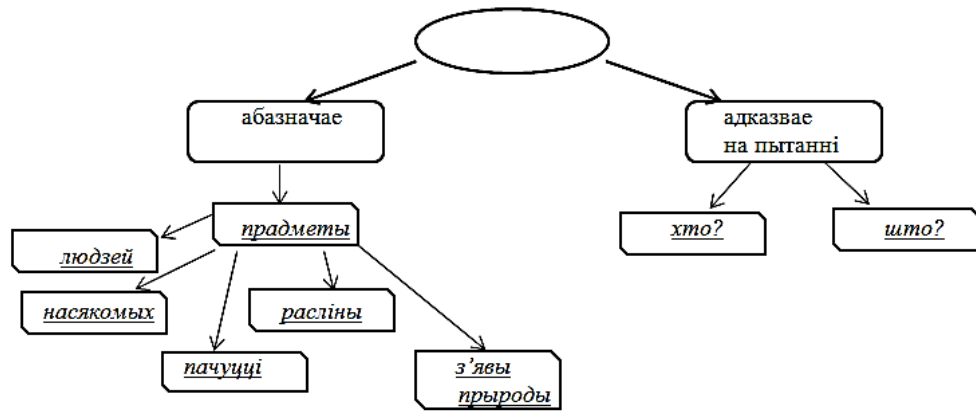 абазначае
адказвае
на пытанні
прадметы
хто?
што?
людзей
насякомых
расліны
пачуцці
з’явы
прыроды